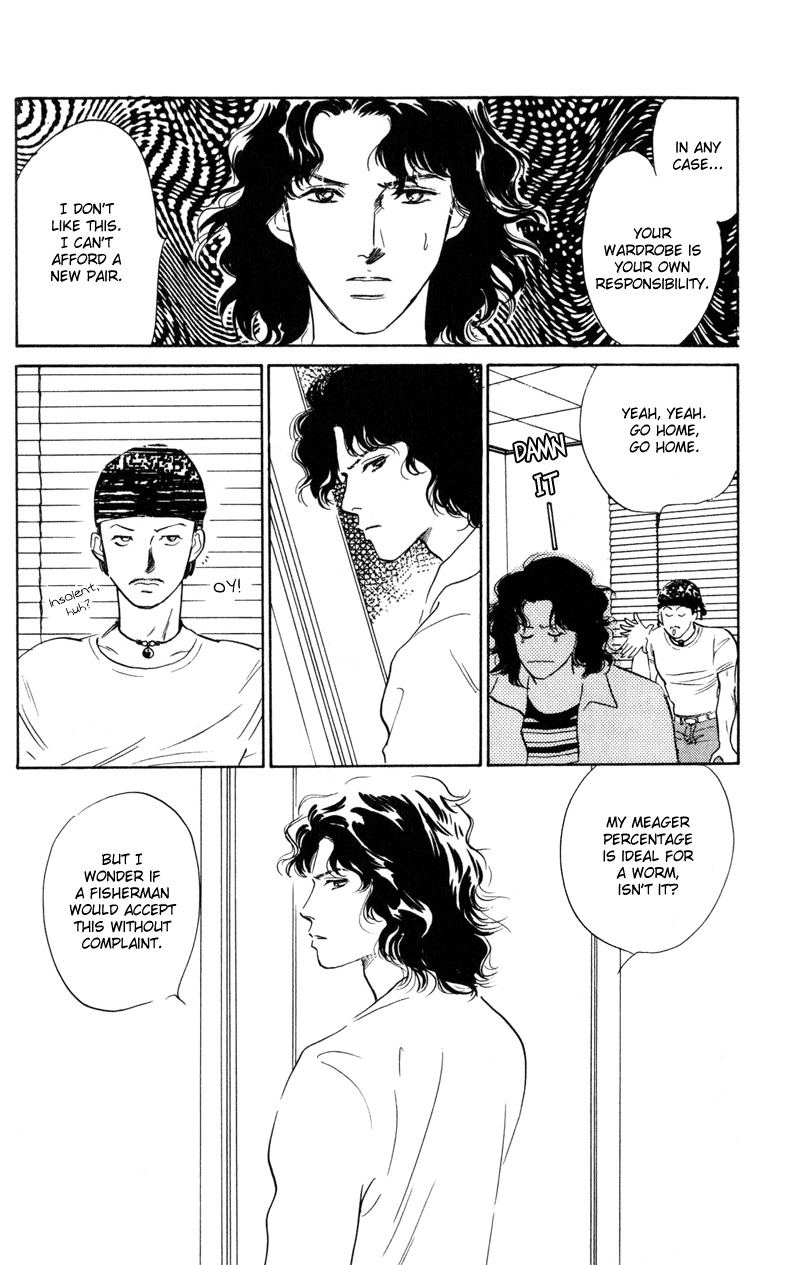 IN ANY
CASE...
YOUR
WARDROBE IS
YOUR OWN
RESPONSIBILITY.
I DON'T
LIKE THIS.
I CAN'T
AFFORD A
NEW PAIR.
YEAH, YEAH.
GO HOME,
GO HOME.
DAMN
IT
OY!
Insolent,
huh?
MY MEAGER
PERCENTAGE
IS IDEAL FOR
A WORM,
ISN'T IT?
BUT I
WONDER IF
A FISHERMAN
WOULD ACCEPT
THIS WITHOUT
COMPLAINT.